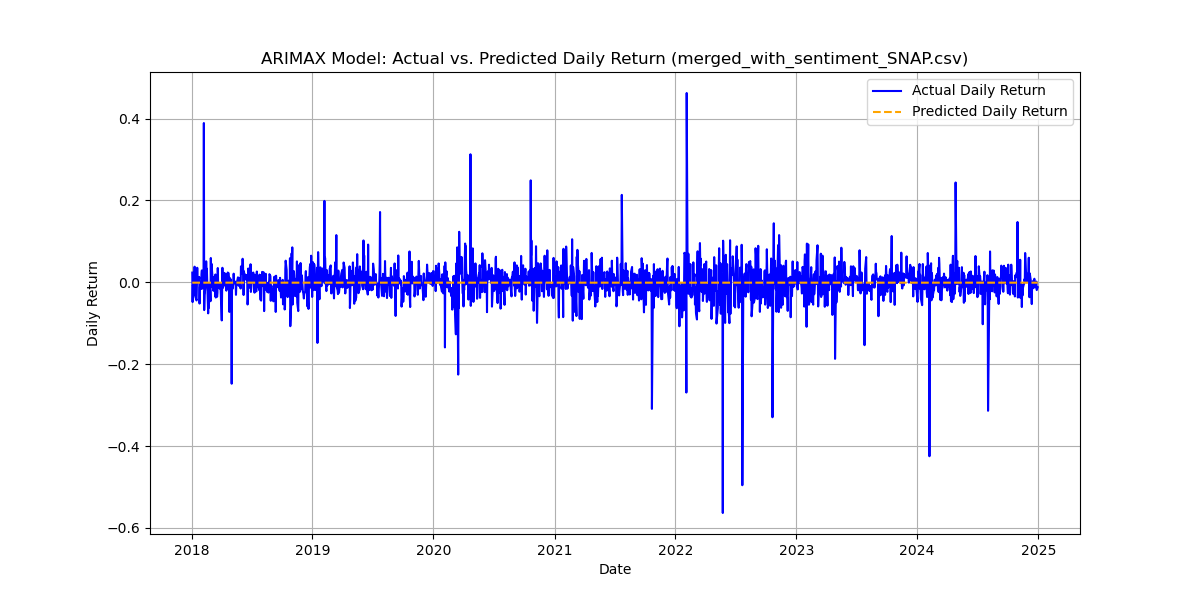 ARIMAX Model: Actual vs. Predicted Daily Return (merged_with_sentiment_SNAP.csv)
Actual Daily Return
Predicted Daily Return
Daily Return
0.4
0.2
0.0
−0.2
−0.4
−0.6
2018 2019 2020 2021 2022 2023 2024 2025
Date